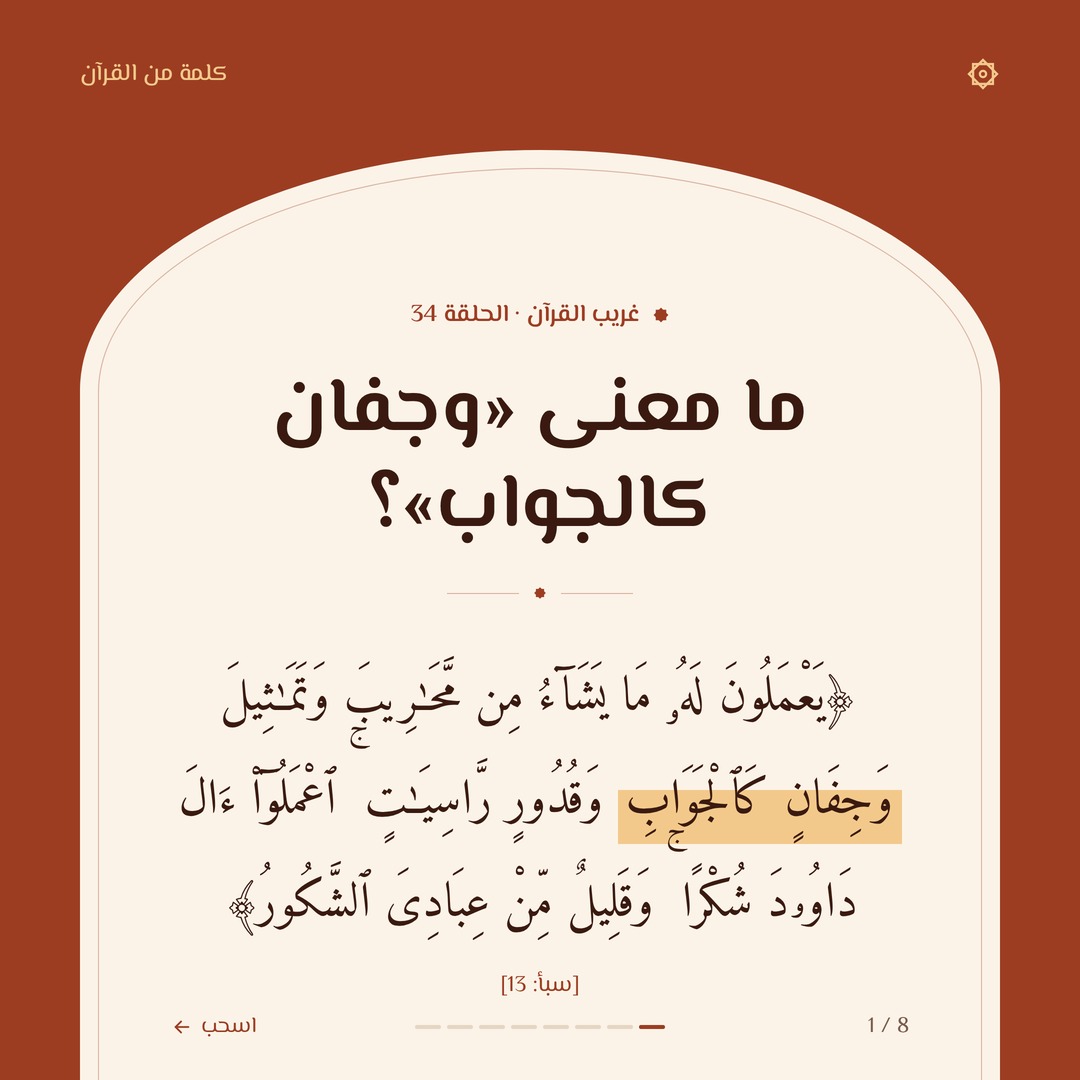 كلمة من القرآن
غريب القرآن · الحلقة 34
ما معنى «وجفان
كالجواب»؟
﴿يَعْمَلُونَ لَهُۥ مَا يَشَآءُ مِن مَّحَـٰرِيبَ وَتَمَـٰثِيلَ
وَجِفَانٍ كَٱلْجَوَابِ وَقُدُورٍ رَّاسِيَـٰتٍ ۚ ٱعْمَلُوٓا۟ ءَالَ
دَاوُۥدَ شُكْرًا ۚ وَقَلِيلٌ مِّنْ عِبَادِىَ ٱلشَّكُورُ﴾
[سبأ: 13]
1 / 8
اسحب ←